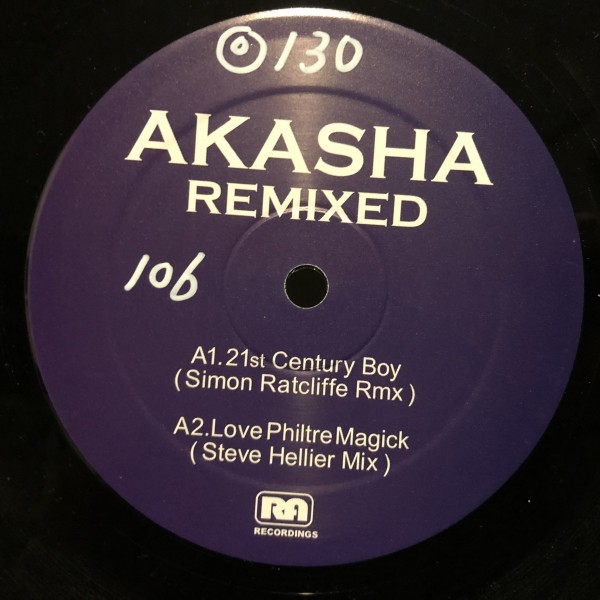 130
AKASHA
REMIXED
106
A1. 21st Century Boy
( Simon Ratcliffe Rmx )
A2.Love Philtre Magick
( Steve Hellier Mix )
RA
RECORDINGS